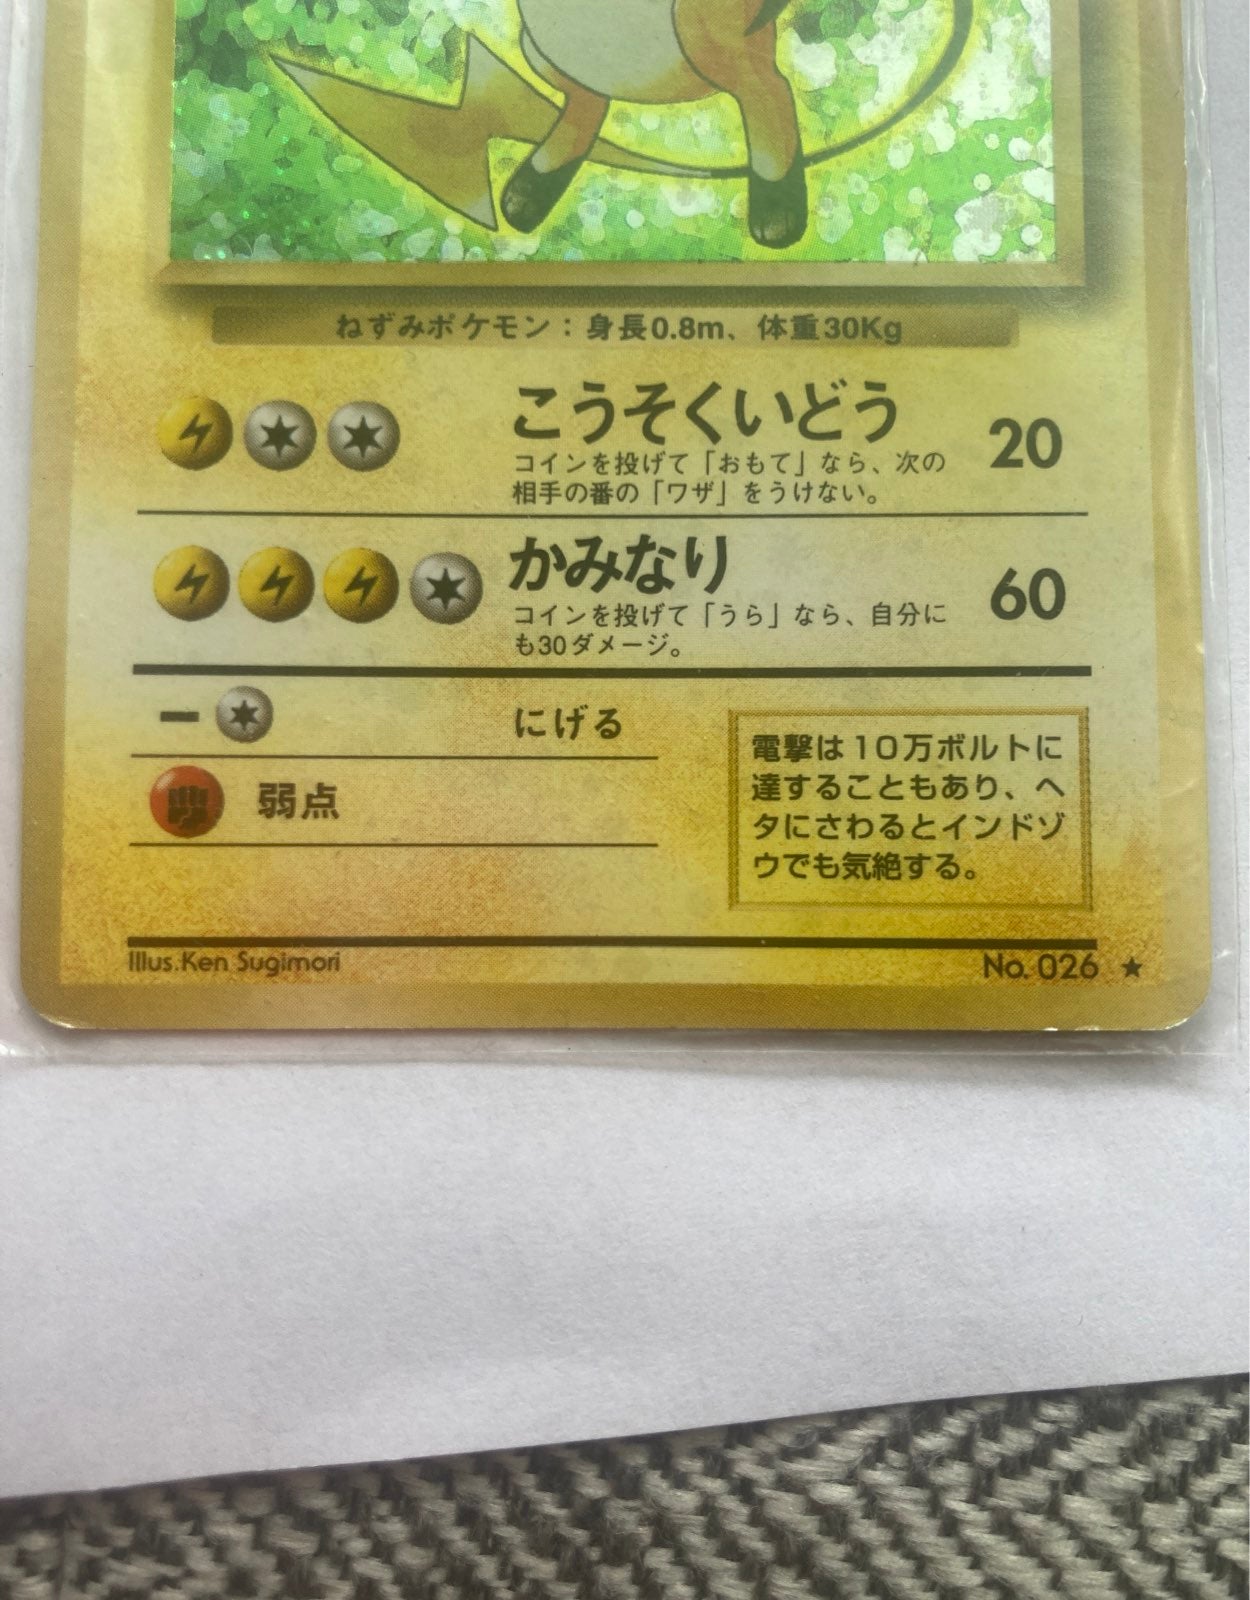 ねずみポケモン：身長0.8m、体重30Kg
こうそくいどう 20
コインを投げて「おもて」なら、次の
相手の番の「ワザ」をうけない。
かみなり 60
コインを投げて「うら」なら、自分に
も30ダメージ。
にげる
弱点
電撃は10万ボルトに
達することもあり、ヘ
タにさわるとインドゾ
ウでも気絶する。
Illus.Ken Sugimori
No. 026 ★